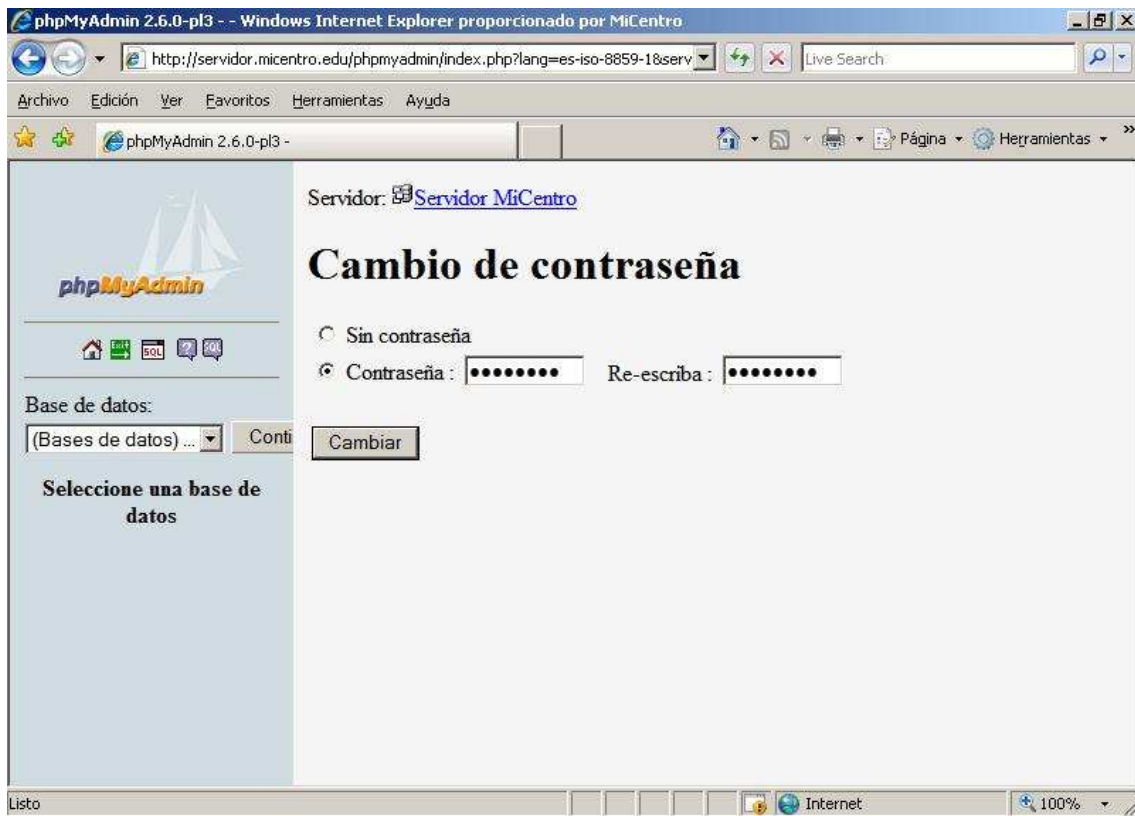 phpMyAdmin 2.6.0-pl3 - - Windows Internet Explorer proporcionado por MiCentro
http://servidor.micentro.edu/phpmyadmin/index.php?lang=es-iso-8859-1&serv
Live Search
Archivo Edición Ver Favoritos Herramientas Ayuda
phpMyAdmin 2.6.0-pl3 -
Página Herramientas »
phpMyAdmin
Exit SQL ? SQL
Base de datos:
(Bases de datos) ... Conti
Seleccione una base de
datos
Servidor: Servidor MiCentro
Cambio de contraseña
Sin contraseña
Contraseña : •••••••• Re-escriba : ••••••••
Cambiar
Listo Internet 100%